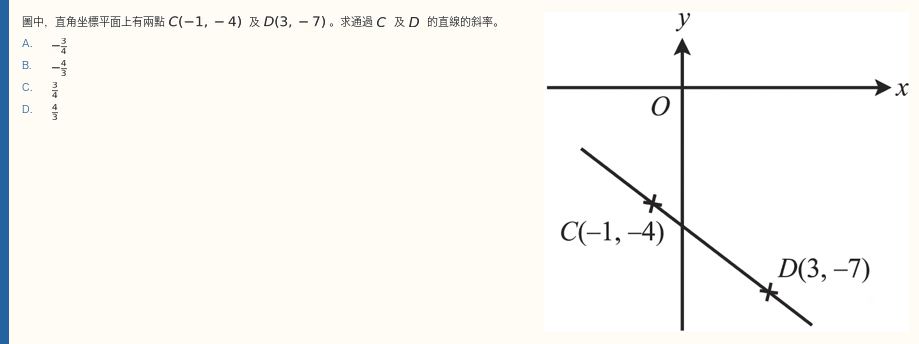 圖中，直角坐標平面上有兩點 C(−1, − 4) 及 D(3, − 7) 。求通過 C 及 D 的直線的斜率。
A. −3/4
B. −4/3
C. 3/4
D. 4/3
y
x
O
C(−1, −4)
D(3, −7)